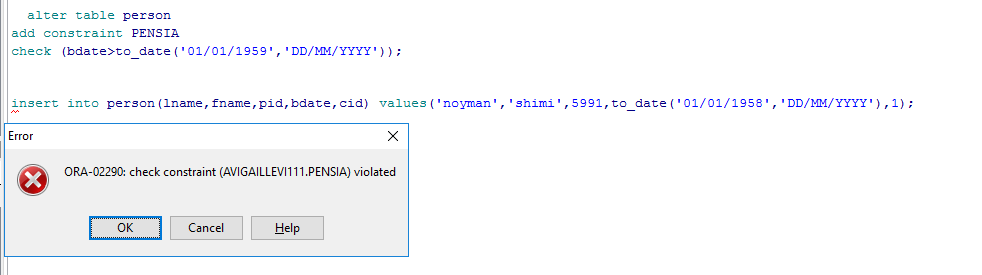 alter table person
add constraint PENSIA
check (bdate>to_date('01/01/1959','DD/MM/YYYY'));
insert into person(lname,fname,pid,bdate,cid) values('noyman','shimi',5991,to_date('01/01/1958','DD/MM/YYYY'),1);
Error
ORA-02290: check constraint (AVIGAILLEVI111.PENSIA) violated
OK Cancel Help